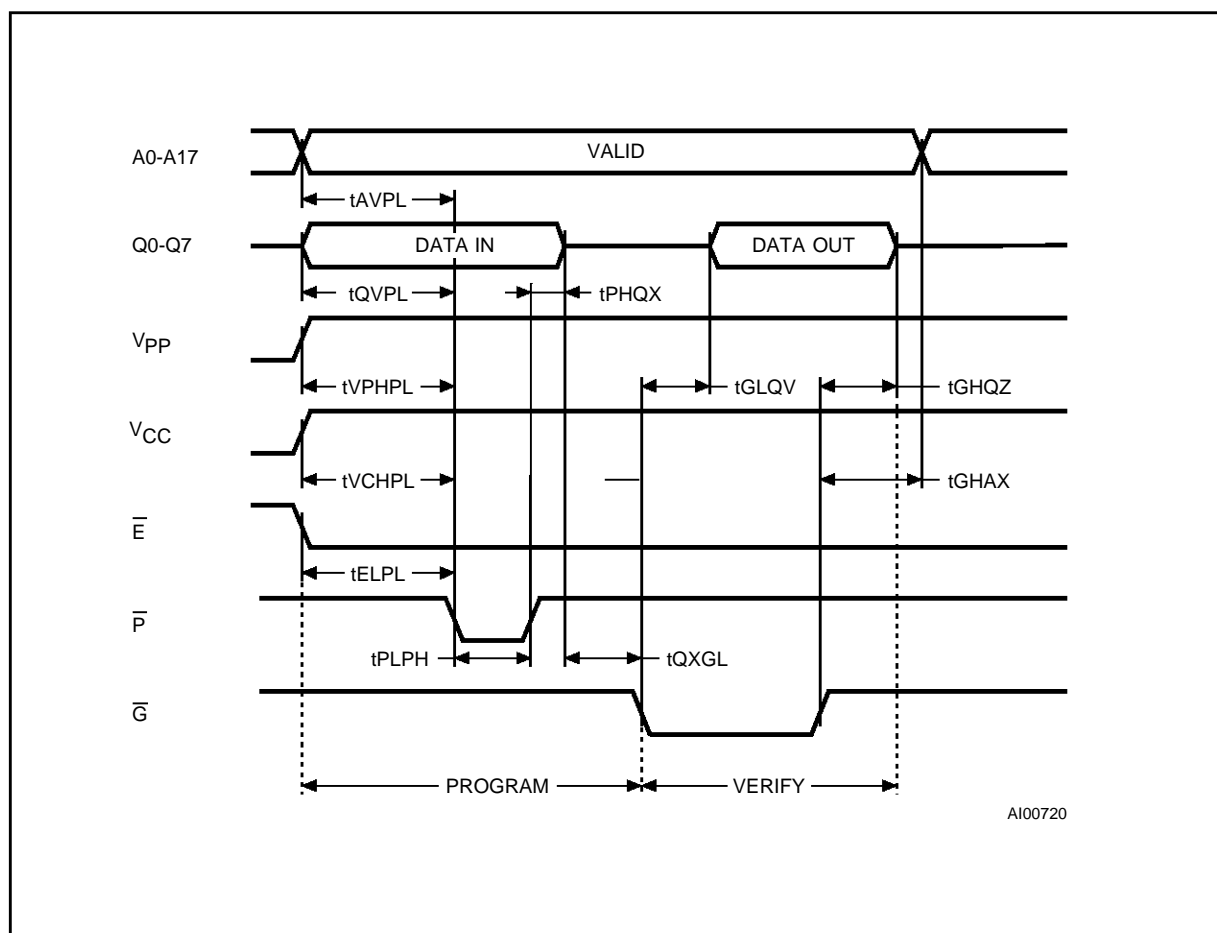 A0-A17
VALID
tAVPL
Q0-Q7
DATA IN
DATA OUT
tQVPL
tPHQX
VPP
tVPHPL
tGLQV
tGHQZ
VCC
tVCHPL
tGHAX
E
tELPL
P
tPLPH
tQXGL
G
PROGRAM
VERIFY
AI00720